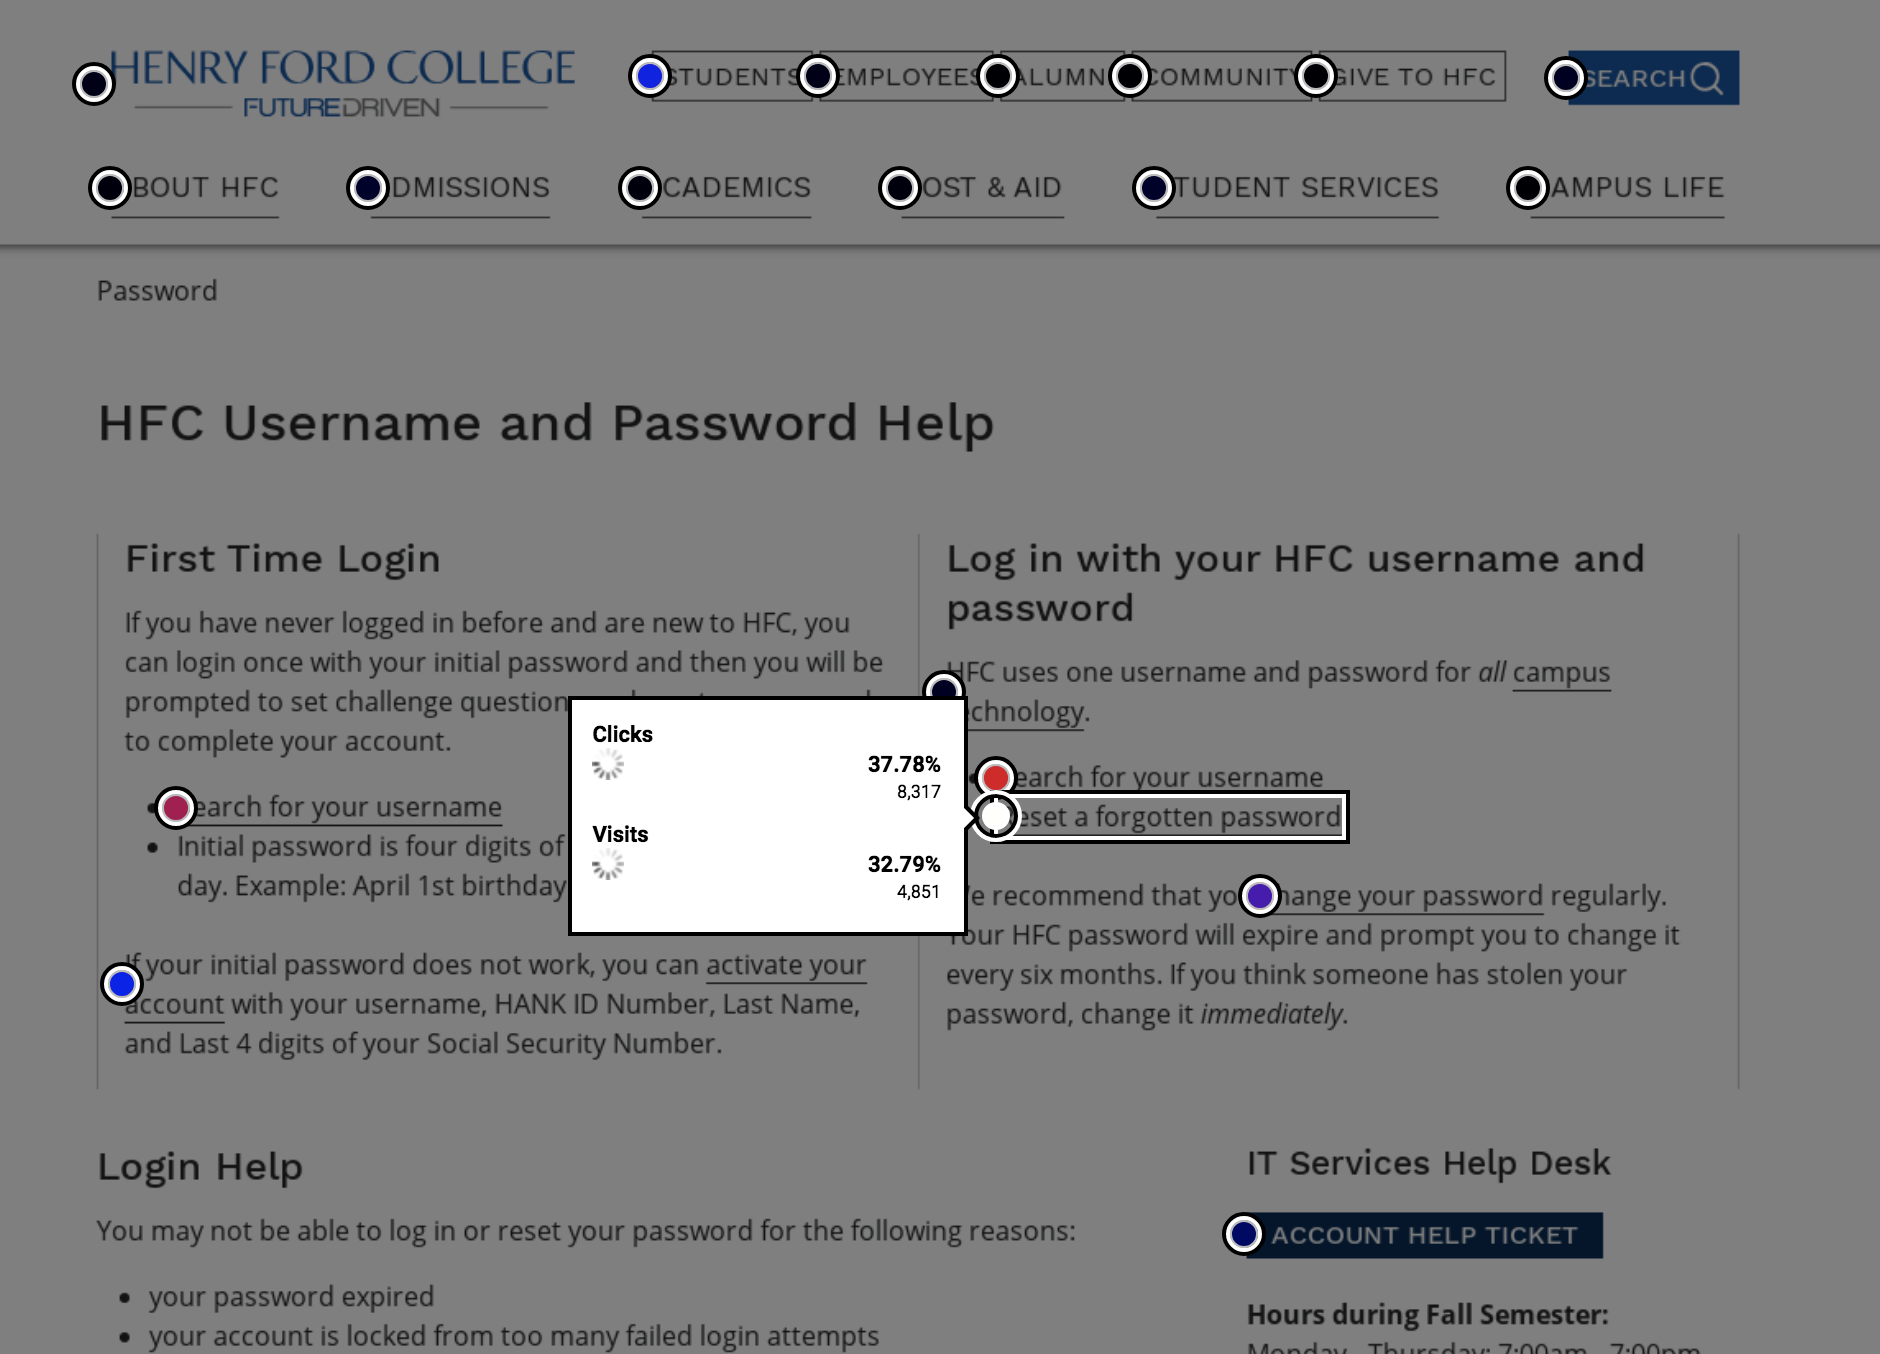 HENRY FORD COLLEGE
FUTUREDRIVEN
STUDENTS EMPLOYEES ALUMN COMMUNITY GIVE TO HFC
SEARCH
BOUT HFC DMISSIONS CADEMICS OST & AID TUDENT SERVICES AMPUS LIFE
Password
HFC Username and Password Help
First Time Login
If you have never logged in before and are new to HFC, you
can login once with your initial password and then you will be
prompted to set challenge question
to complete your account.
earch for your username
Initial password is four digits of
day. Example: April 1st birthday
If your initial password does not work, you can activate your
account with your username, HANK ID Number, Last Name,
and Last 4 digits of your Social Security Number.
Log in with your HFC username and
password
HFC uses one username and password for all campus
echnology.
earch for your username
eset a forgotten password
We recommend that yo hange your password regularly.
Your HFC password will expire and prompt you to change it
every six months. If you think someone has stolen your
password, change it immediately.
Clicks
37.78%
8,317
Visits
32.79%
4,851
Login Help
You may not be able to log in or reset your password for the following reasons:
your password expired
your account is locked from too many failed login attempts
IT Services Help Desk
ACCOUNT HELP TICKET
Hours during Fall Semester:
Monday - Thursday: 7:00am - 7:00pm